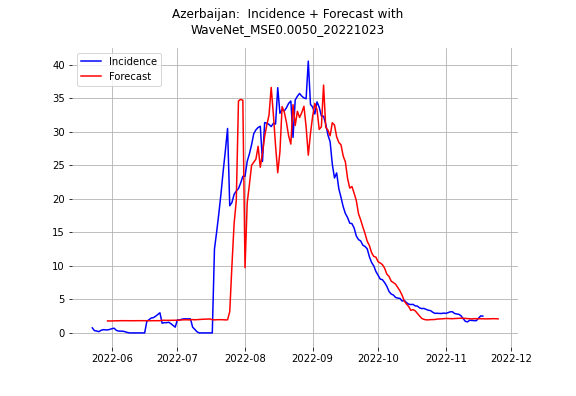 Azerbaijan:  Incidence + Forecast with
WaveNet_MSE0.0050_20221023
Incidence
Forecast
40
35
30
25
20
15
10
5
0
2022-06 2022-07 2022-08 2022-09 2022-10 2022-11 2022-12